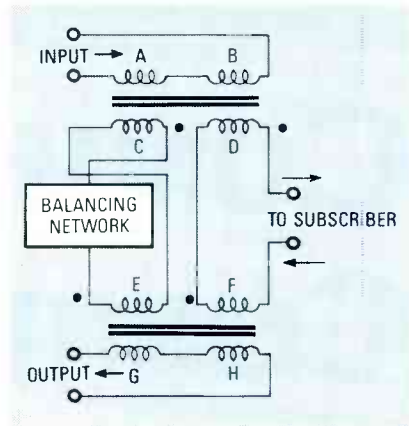 INPUT → A B
C D
BALANCING
NETWORK
TO SUBSCRIBER
E F
OUTPUT ← G H